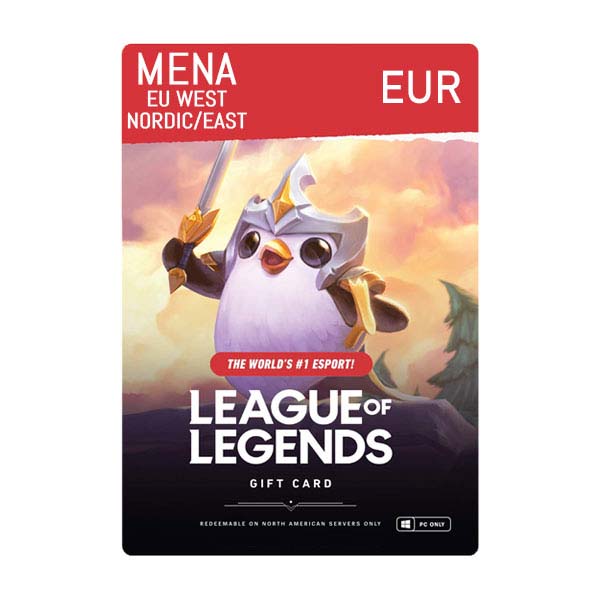 MENA
EU WEST
NORDIC/EAST
EUR
THE WORLD'S #1 ESPORT!
LEAGUE OF
LEGENDS
GIFT CARD
REDEEMABLE ON NORTH AMERICAN SERVERS ONLY
PC ONLY